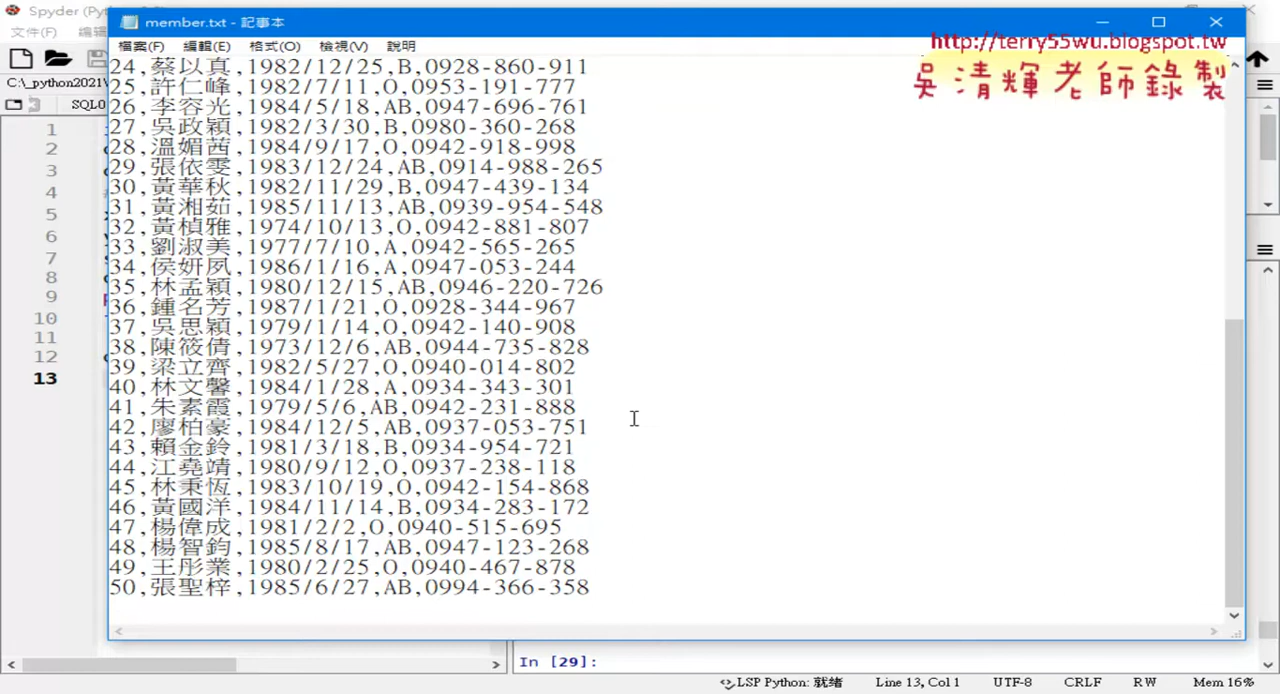 Spyder (Py
member.txt - 記事本
文件(F)
檔案(F) 編輯(E) 格式(O) 檢視(V) 說明
http://terry55wu.blogspot.tw
吳清輝老師錄製
C:\_python2021\
SQL0
24,蔡以真,1982/12/25,B,0928-860-911
25,許仁峰,1982/7/11,O,0953-191-777
26,李容光,1984/5/18,AB,0947-696-761
27,吳政穎,1982/3/30,B,0980-360-268
28,溫媚茜,1984/9/17,O,0942-918-998
29,張依雯,1983/12/24,AB,0914-988-265
30,黃華秋,1982/11/29,B,0947-439-134
31,黃湘茹,1985/11/13,AB,0939-954-548
32,黃楨雅,1974/10/13,O,0942-881-807
33,劉淑美,1977/7/10,A,0942-565-265
34,侯妍夙,1986/1/16,A,0947-053-244
35,林孟穎,1980/12/15,AB,0946-220-726
36,鍾名芳,1987/1/21,O,0928-344-967
37,吳思穎,1979/1/14,O,0942-140-908
38,陳筱倩,1973/12/6,AB,0944-735-828
39,梁立齊,1982/5/27,O,0940-014-802
40,林文馨,1984/1/28,A,0934-343-301
41,朱素霞,1979/5/6,AB,0942-231-888
42,廖柏豪,1984/12/5,AB,0937-053-751
43,賴金鈴,1981/3/18,B,0934-954-721
44,江堯靖,1980/9/12,O,0937-238-118
45,林秉恆,1983/10/19,O,0942-154-868
46,黃國洋,1984/11/14,B,0934-283-172
47,楊偉成,1981/2/2,O,0940-515-695
48,楊智鈞,1985/8/17,AB,0947-123-268
49,王彤業,1980/2/25,O,0940-467-878
50,張聖梓,1985/6/27,AB,0994-366-358
1
2
3
4
5
6
7
8
9
10
11
12
13
In [29]:
LSP Python: 就绪 Line 13, Col 1 UTF-8 CRLF RW Mem 16%